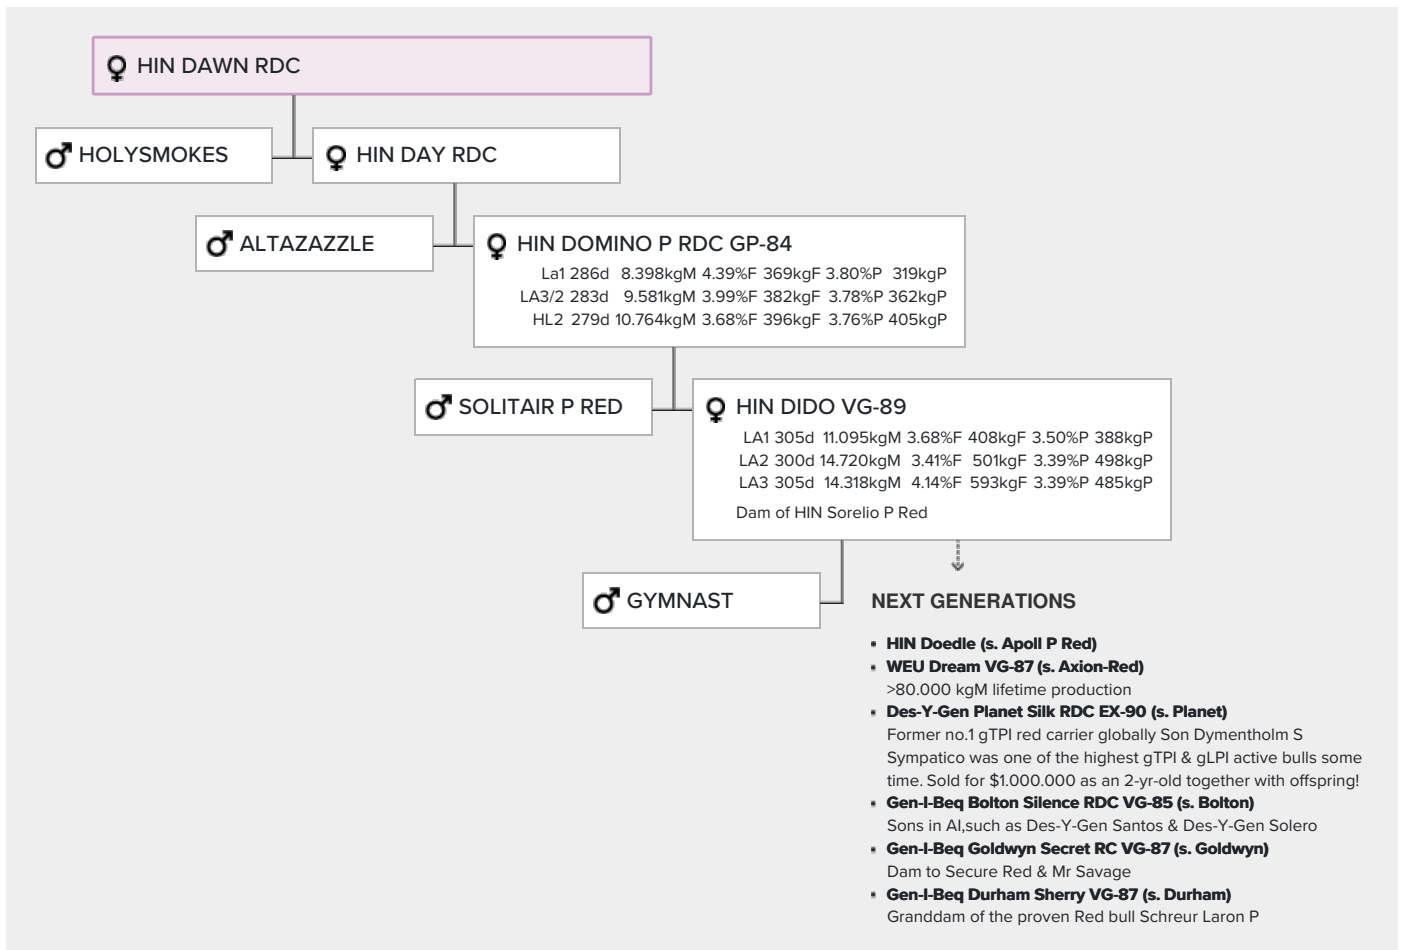 HIN DAWN RDC
HOLYSMOKES
HIN DAY RDC
ALTAZAZZLE
HIN DOMINO P RDC GP-84
La1 286d 8.398kgM 4.39%F 369kgF 3.80%P 319kgP
LA3/2 283d 9.581kgM 3.99%F 382kgF 3.78%P 362kgP
HL2 279d 10.764kgM 3.68%F 396kgF 3.76%P 405kgP
SOLITAIR P RED
HIN DIDO VG-89
LA1 305d 11.095kgM 3.68%F 408kgF 3.50%P 388kgP
LA2 300d 14.720kgM 3.41%F 501kgF 3.39%P 498kgP
LA3 305d 14.318kgM 4.14%F 593kgF 3.39%P 485kgP
Dam of HIN Sorelio P Red
GYMNAST
NEXT GENERATIONS
▪ HIN Doedle (s. Apoll P Red)
▪ WEU Dream VG-87 (s. Axion-Red)
>80.000 kgM lifetime production
▪ Des-Y-Gen Planet Silk RDC EX-90 (s. Planet)
Former no.1 gTPI red carrier globally Son Dymentholm S
Sympatico was one of the highest gTPI & gLPI active bulls some
time. Sold for $1.000.000 as an 2-yr-old together with offspring!
▪ Gen-I-Beq Bolton Silence RDC VG-85 (s. Bolton)
Sons in AI,such as Des-Y-Gen Santos & Des-Y-Gen Solero
▪ Gen-I-Beq Goldwyn Secret RC VG-87 (s. Goldwyn)
Dam to Secure Red & Mr Savage
▪ Gen-I-Beq Durham Sherry VG-87 (s. Durham)
Granddam of the proven Red bull Schreur Laron P